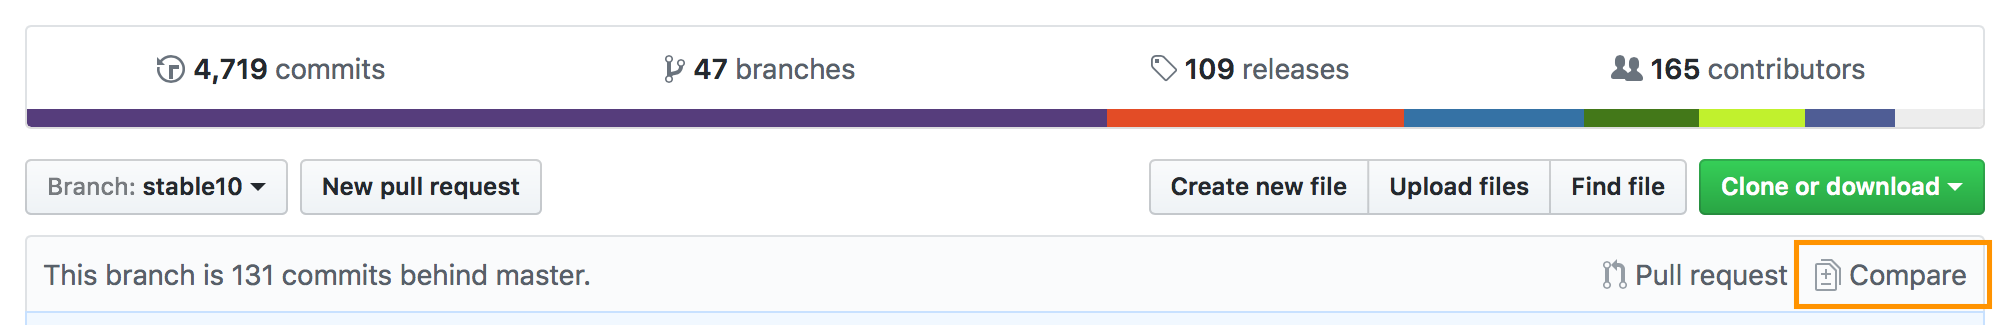 4,719 commits 47 branches 109 releases 165 contributors
Branch: stable10 New pull request Create new file Upload files Find file Clone or download
This branch is 131 commits behind master. Pull request Compare